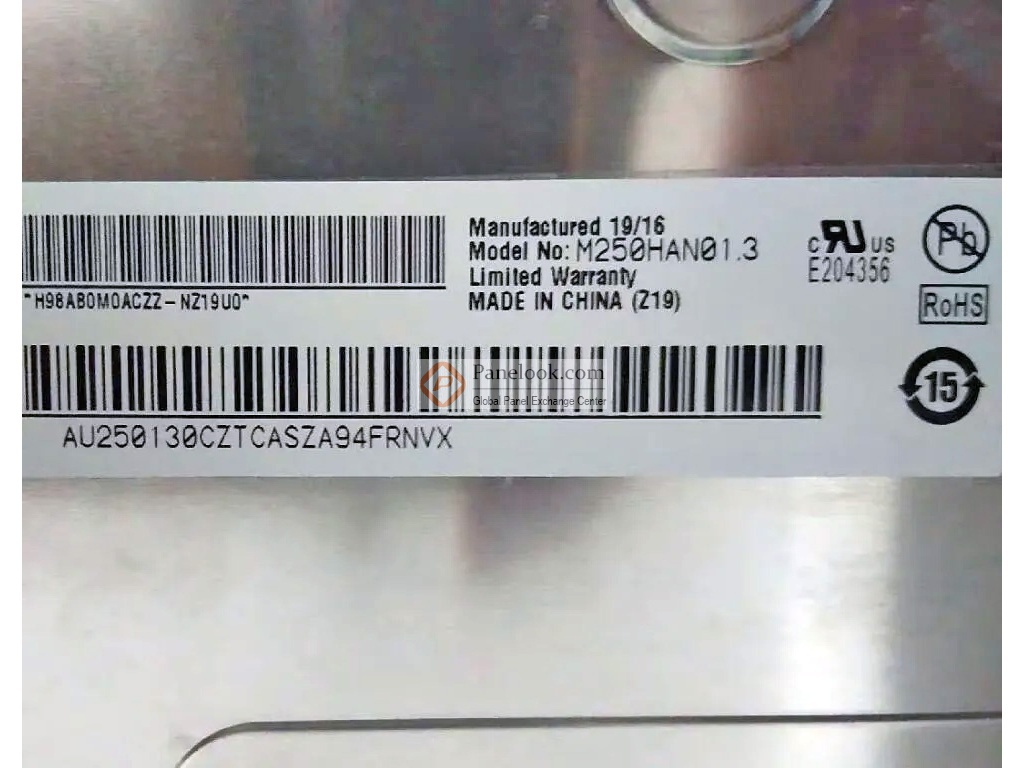 Manufactured 19/16
Model No: M250HAN01.3
Limited Warranty
MADE IN CHINA (Z19)
"H98AB0M0ACZZ-NZ19U0"
c RU US
E204356
Pb
RoHS
15
Panelook.com
Global Panel Exchange Center
AU250130CZTCASZA94FRNVX